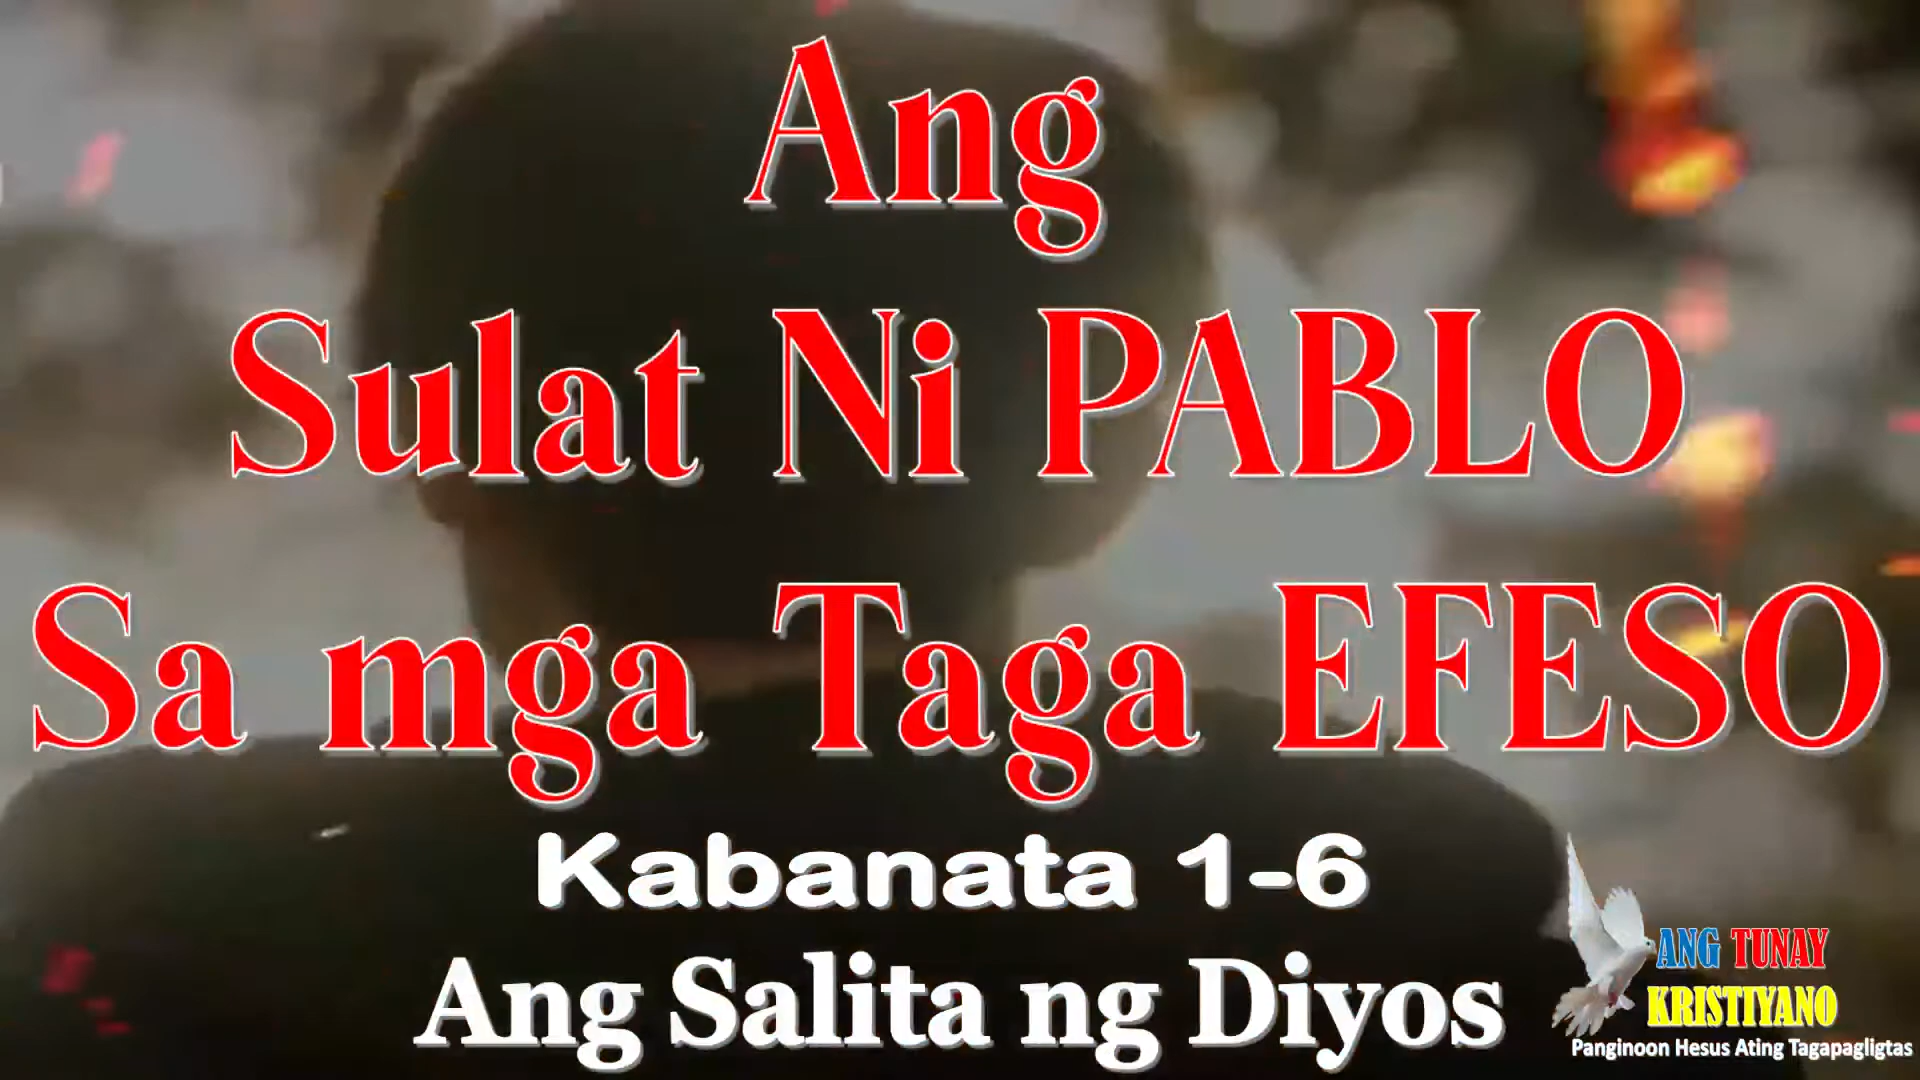 Ang
Sulat Ni PABLO
Sa mga Taga EFESO
Kabanata 1-6
Ang Salita ng Diyos
ANG TUNAY
KRISTIYANO
Panginoon Hesus Ating Tagapagligtas